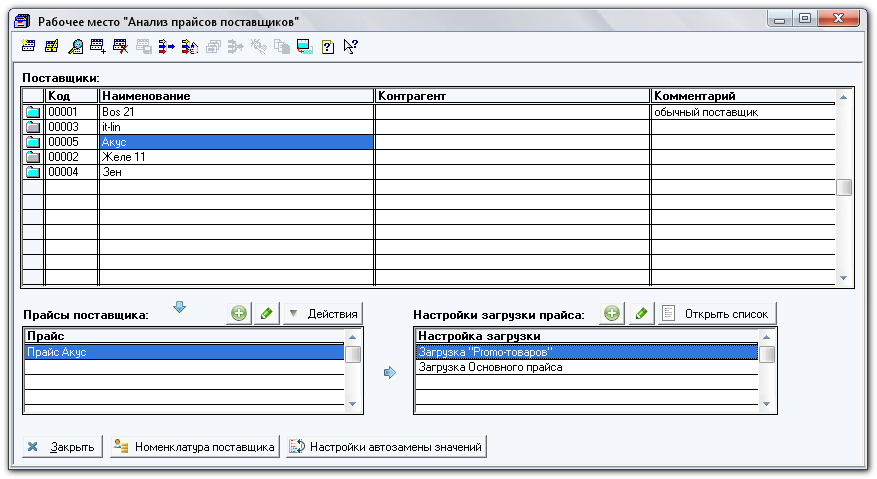 Рабочее место "Анализ прайсов поставщиков"
Поставщики:
Код Наименование Контрагент Комментарий
00001 Bos 21 обычный поставщик
00003 it-lin
00005 Акус
00002 Желе 11
00004 Зен
Прайсы поставщика: Действия Настройки загрузки прайса: Открыть список
Прайс Настройка загрузки
Прайс Акус Загрузка "Promo-товаров"
Загрузка Основного прайса
Закрыть Номенклатура поставщика Настройки автозамены значений